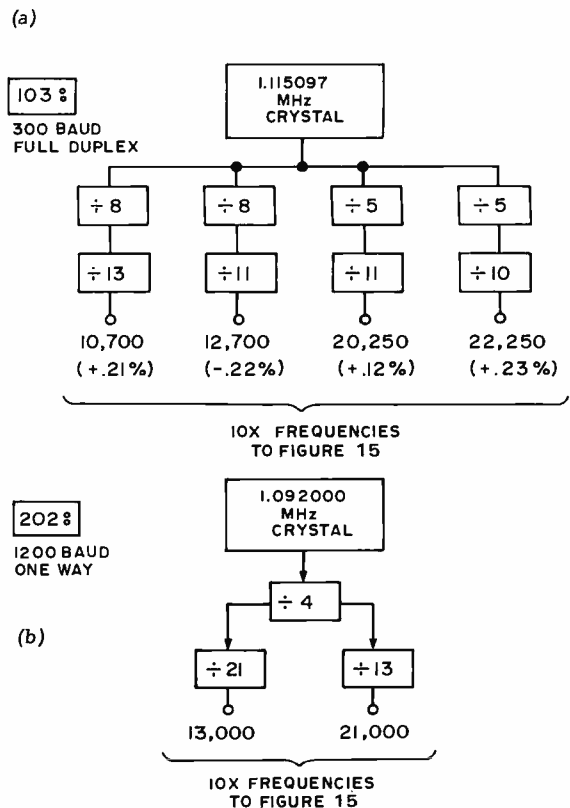 (a)
103:
300 BAUD
FULL DUPLEX
1.115097
MHz
CRYSTAL
÷8 ÷8 ÷5 ÷5
÷13 ÷11 ÷11 ÷10
10,700 12,700 20,250 22,250
(+.21%) (-.22%) (+.12%) (+.23%)
10X FREQUENCIES
TO FIGURE 15
202:
1200 BAUD
ONE WAY
1.092000
MHz
CRYSTAL
÷4
(b)
÷21 ÷13
13,000 21,000
10X FREQUENCIES
TO FIGURE 15